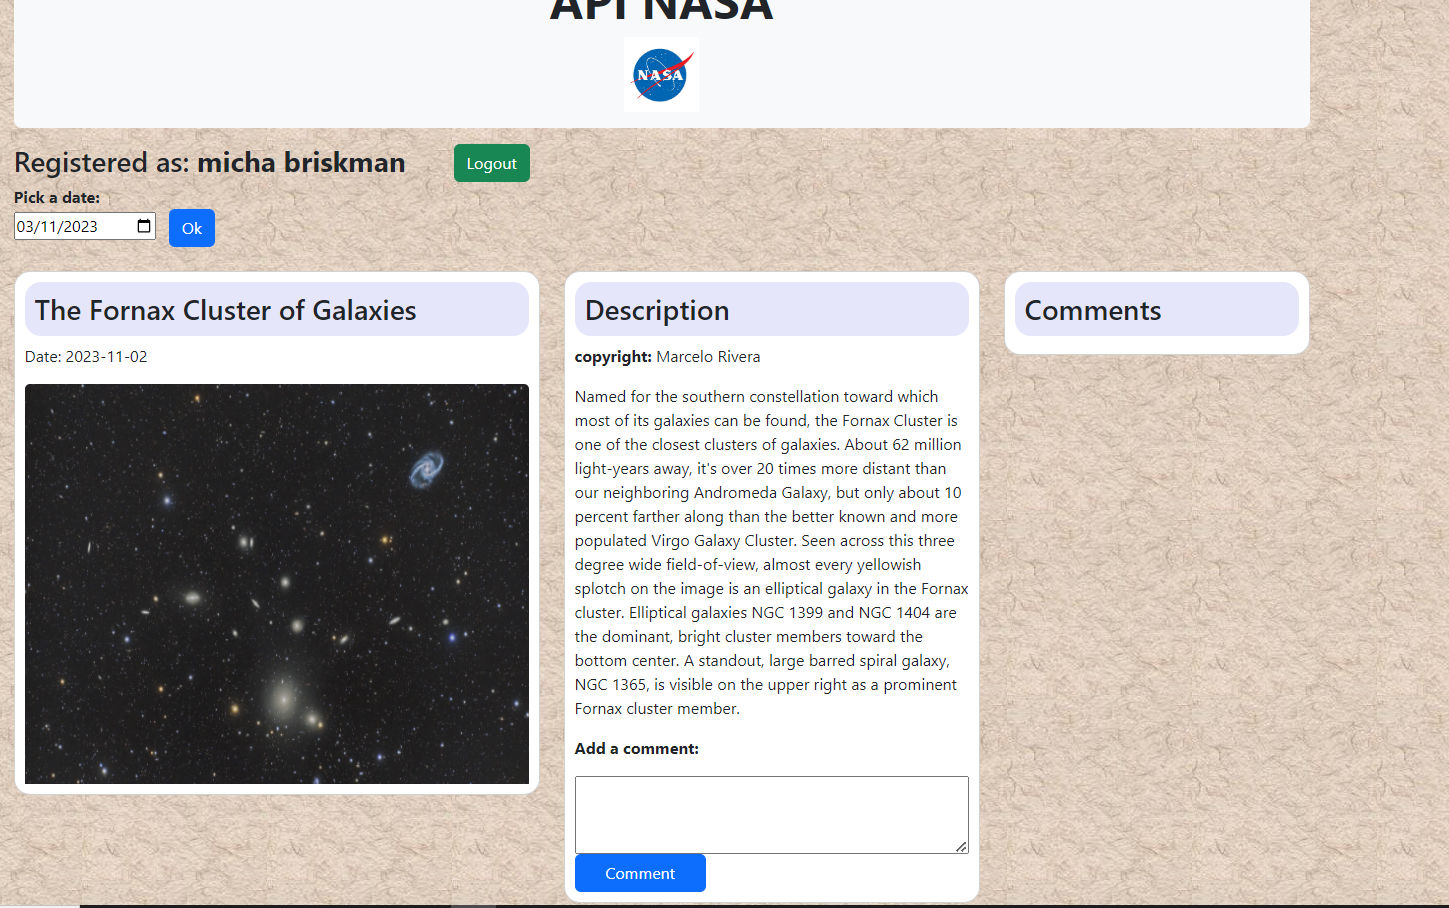 API NASA
NASA
Registered as: micha briskman
Logout
Pick a date:
03/11/2023
Ok
The Fornax Cluster of Galaxies
Date: 2023-11-02
Description
copyright: Marcelo Rivera
Named for the southern constellation toward which
most of its galaxies can be found, the Fornax Cluster is
one of the closest clusters of galaxies. About 62 million
light-years away, it's over 20 times more distant than
our neighboring Andromeda Galaxy, but only about 10
percent farther along than the better known and more
populated Virgo Galaxy Cluster. Seen across this three
degree wide field-of-view, almost every yellowish
splotch on the image is an elliptical galaxy in the Fornax
cluster. Elliptical galaxies NGC 1399 and NGC 1404 are
the dominant, bright cluster members toward the
bottom center. A standout, large barred spiral galaxy,
NGC 1365, is visible on the upper right as a prominent
Fornax cluster member.
Add a comment:
Comment
Comments